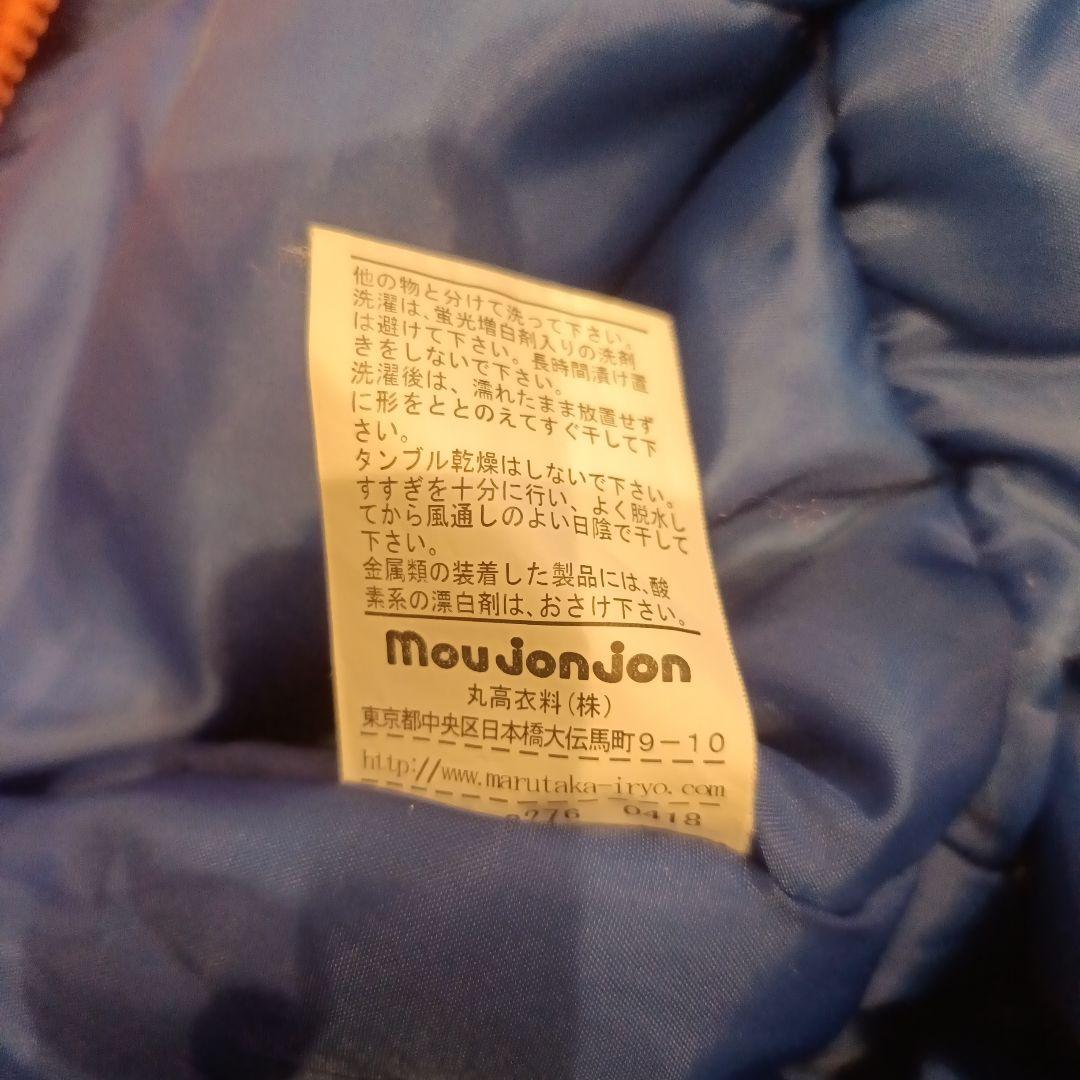 他の物と分けて洗って下さい。
洗濯は、蛍光増白剤入りの洗剤
は避けて下さい。長時間漬け置
きをしないで下さい。
洗濯後は、濡れたまま放置せず
に形をととのえてすぐ干して下
さい。
タンブル乾燥はしないで下さい。
すすぎを十分に行い、よく脱水し
てから風通しのよい日陰で干して
下さい。
金属類の装着した製品には、酸
素系の漂白剤は、おさけ下さい。
moujonjon
丸高衣料(株)
東京都中央区日本橋大伝馬町9-10
http://www.marutaka-iryo.com
0418